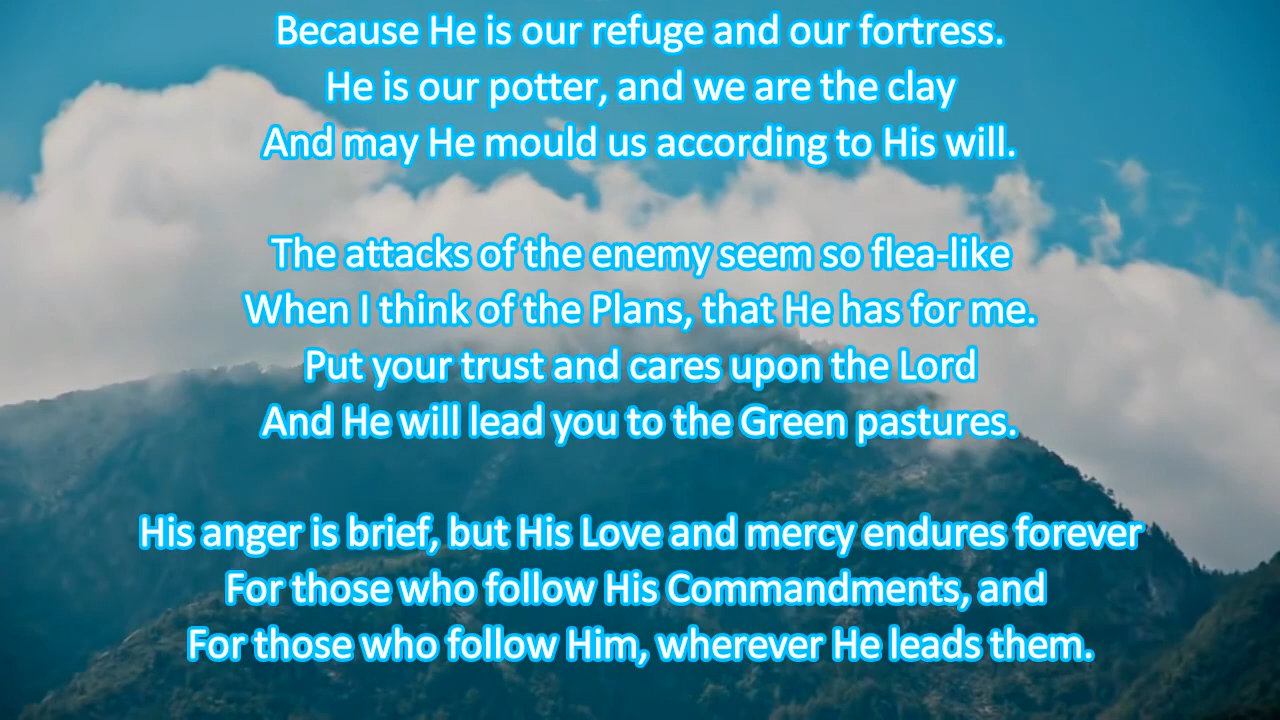 Because He is our refuge and our fortress.
He is our potter, and we are the clay
And may He mould us according to His will.
The attacks of the enemy seem so flea-like
When I think of the Plans, that He has for me.
Put your trust and cares upon the Lord
And He will lead you to the Green pastures.
His anger is brief, but His Love and mercy endures forever
For those who follow His Commandments, and
For those who follow Him, wherever He leads them.